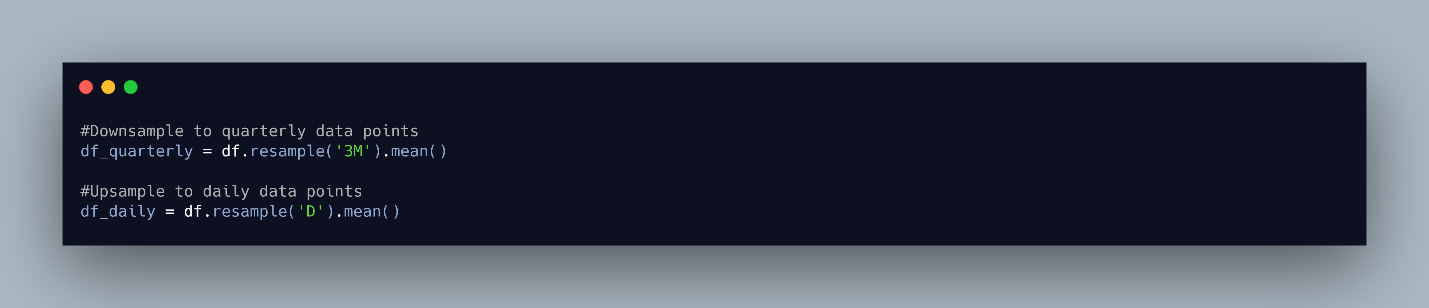 #Downsample to quarterly data points
df_quarterly = df.resample('3M').mean()
#Upsample to daily data points
df_daily = df.resample('D').mean()